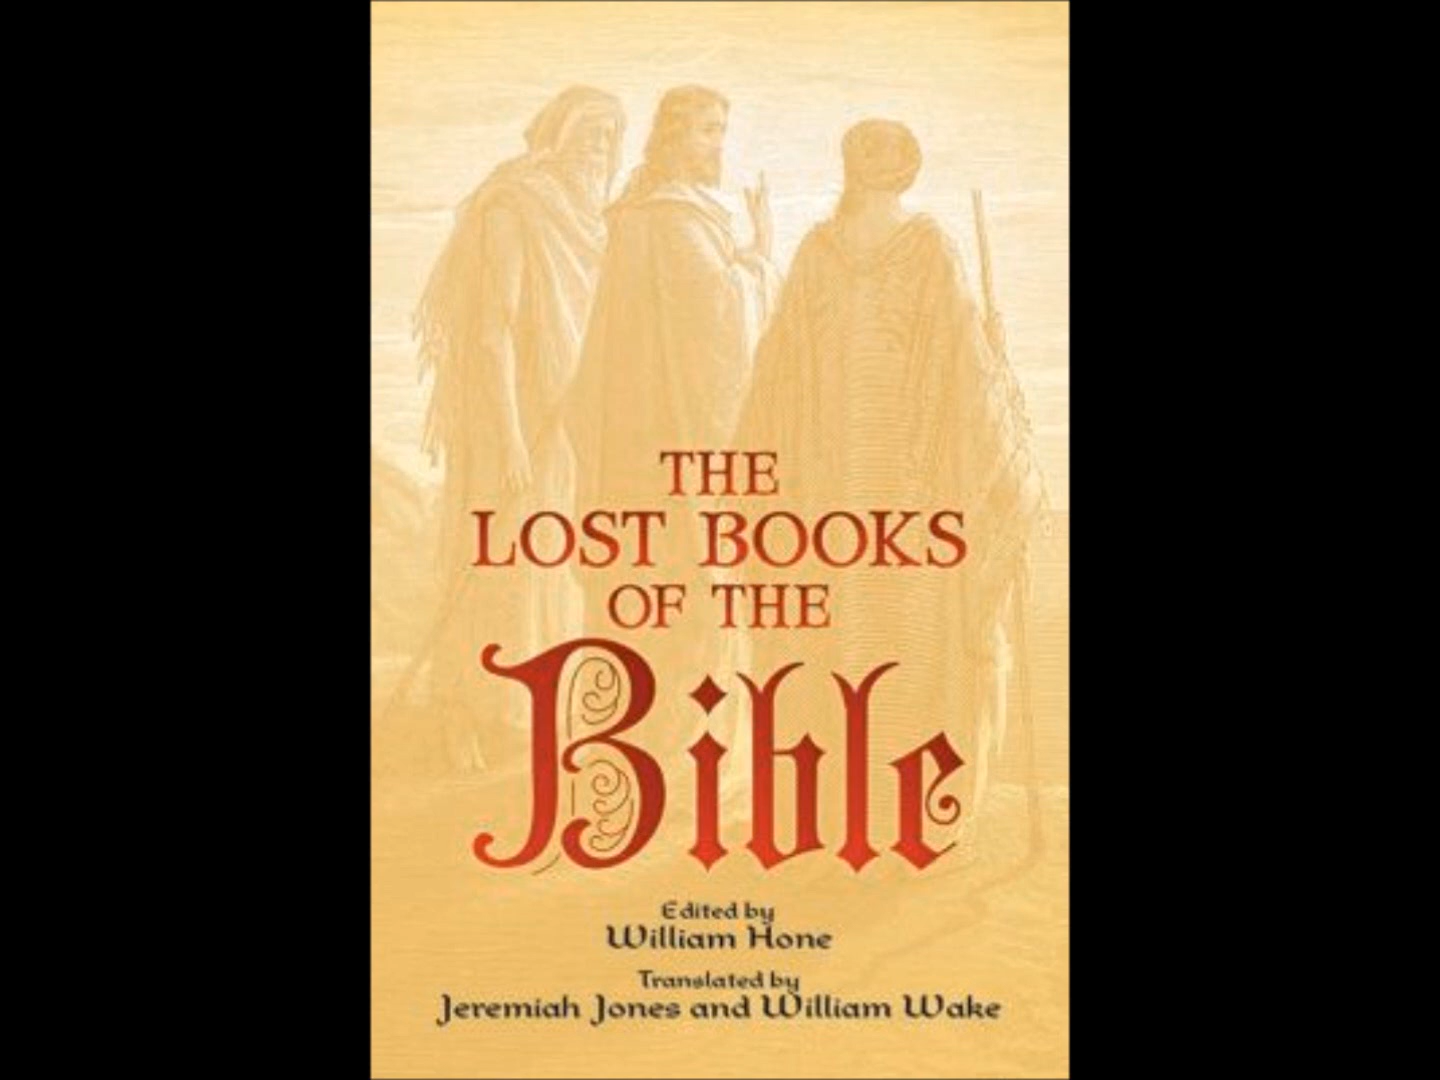 THE
LOST BOOKS
OF THE
Bible
Edited by
William Hone
Translated by
Jeremiah Jones and William Wake